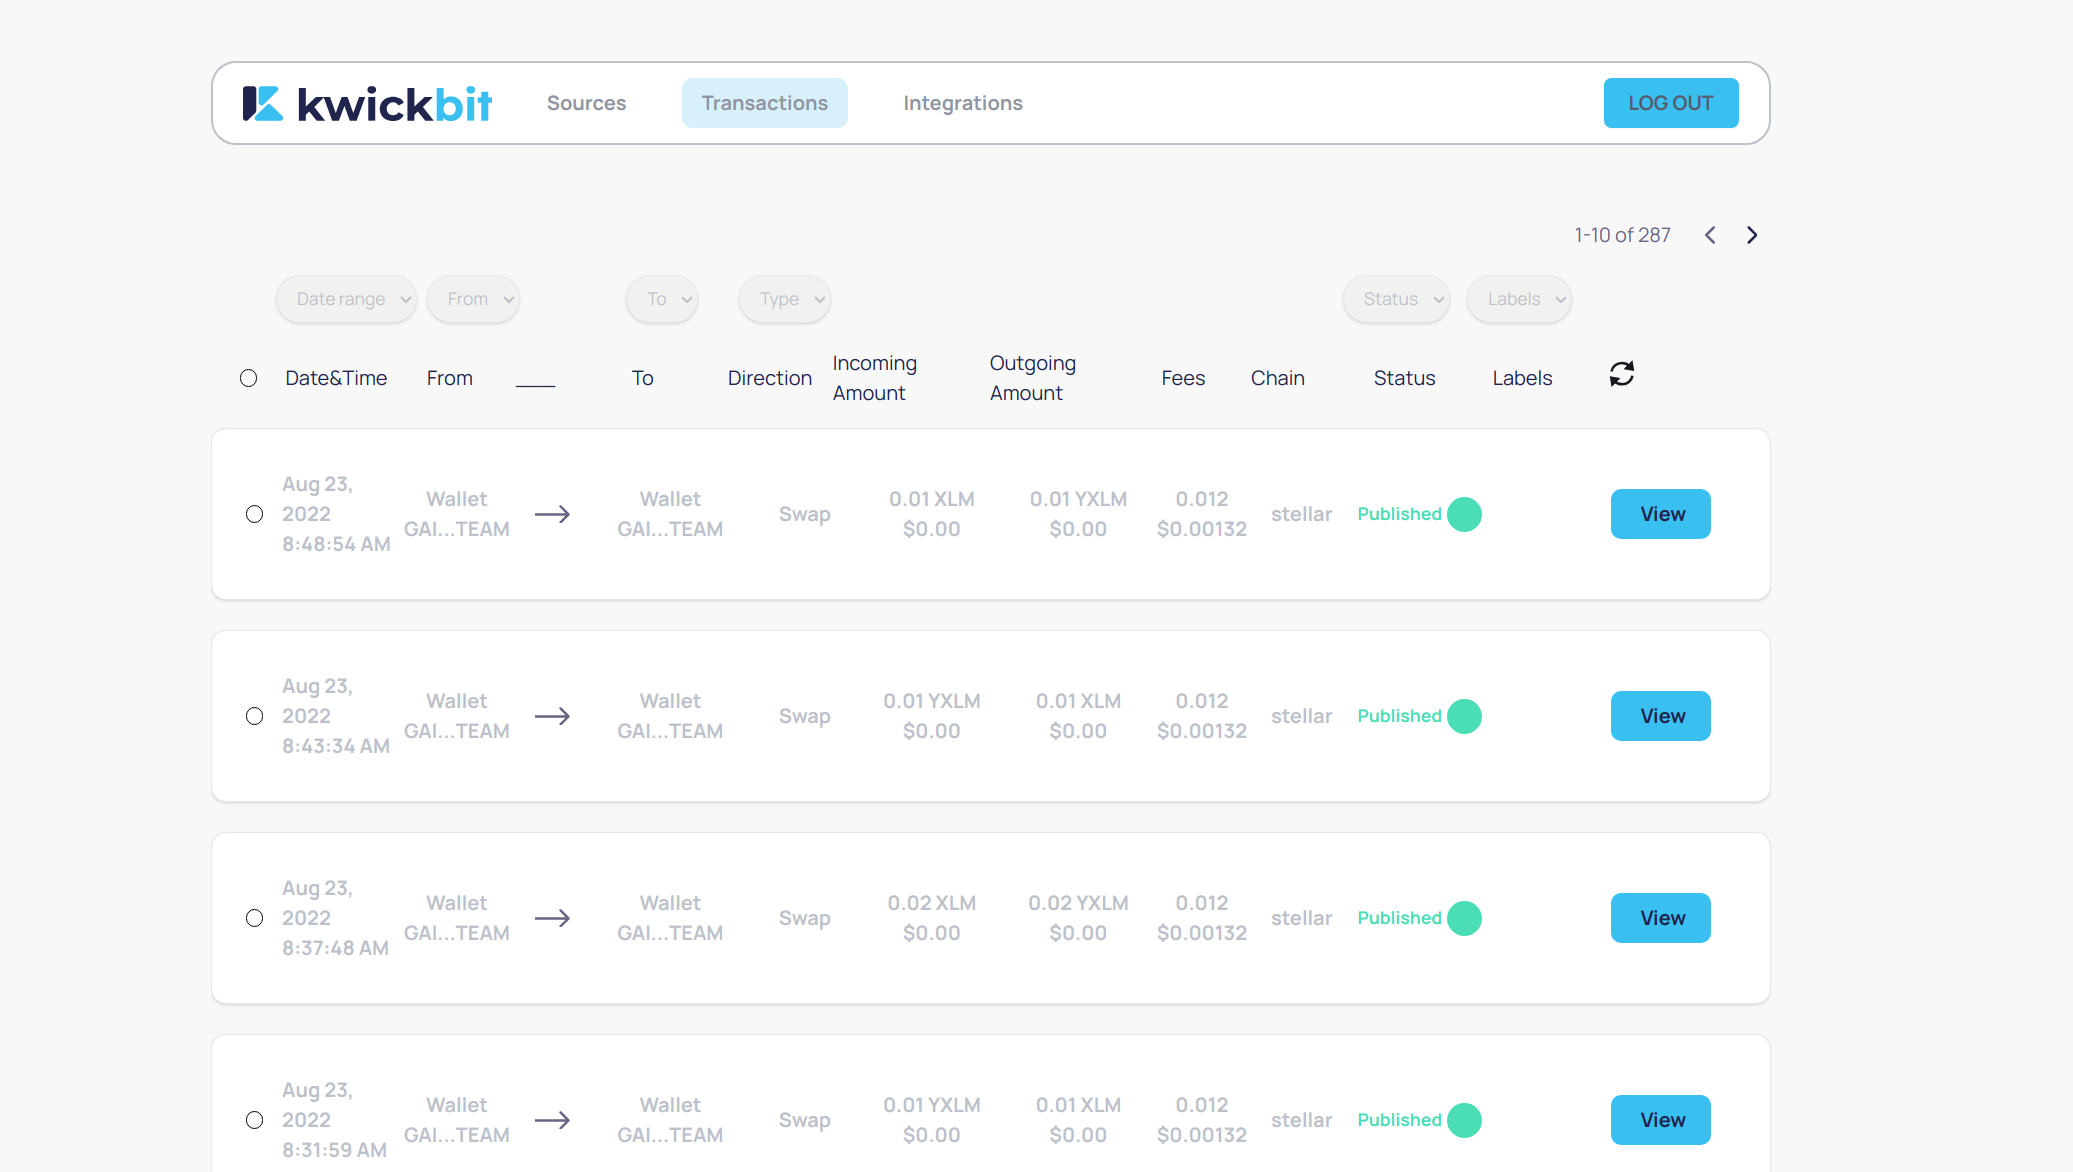 kwickbit Sources Transactions Integrations LOG OUT
1-10 of 287
Date range From To Type Status Labels
Date&Time From ___ To Direction Incoming Amount Outgoing Amount Fees Chain Status Labels
Aug 23, 2022 8:48:54 AM Wallet GAI...TEAM Wallet GAI...TEAM Swap 0.01 XLM $0.00 0.01 YXLM $0.00 0.012 $0.00132 stellar Published View
Aug 23, 2022 8:43:34 AM Wallet GAI...TEAM Wallet GAI...TEAM Swap 0.01 YXLM $0.00 0.01 XLM $0.00 0.012 $0.00132 stellar Published View
Aug 23, 2022 8:37:48 AM Wallet GAI...TEAM Wallet GAI...TEAM Swap 0.02 XLM $0.00 0.02 YXLM $0.00 0.012 $0.00132 stellar Published View
Aug 23, 2022 8:31:59 AM Wallet GAI...TEAM Wallet GAI...TEAM Swap 0.01 YXLM $0.00 0.01 XLM $0.00 0.012 $0.00132 stellar Published View